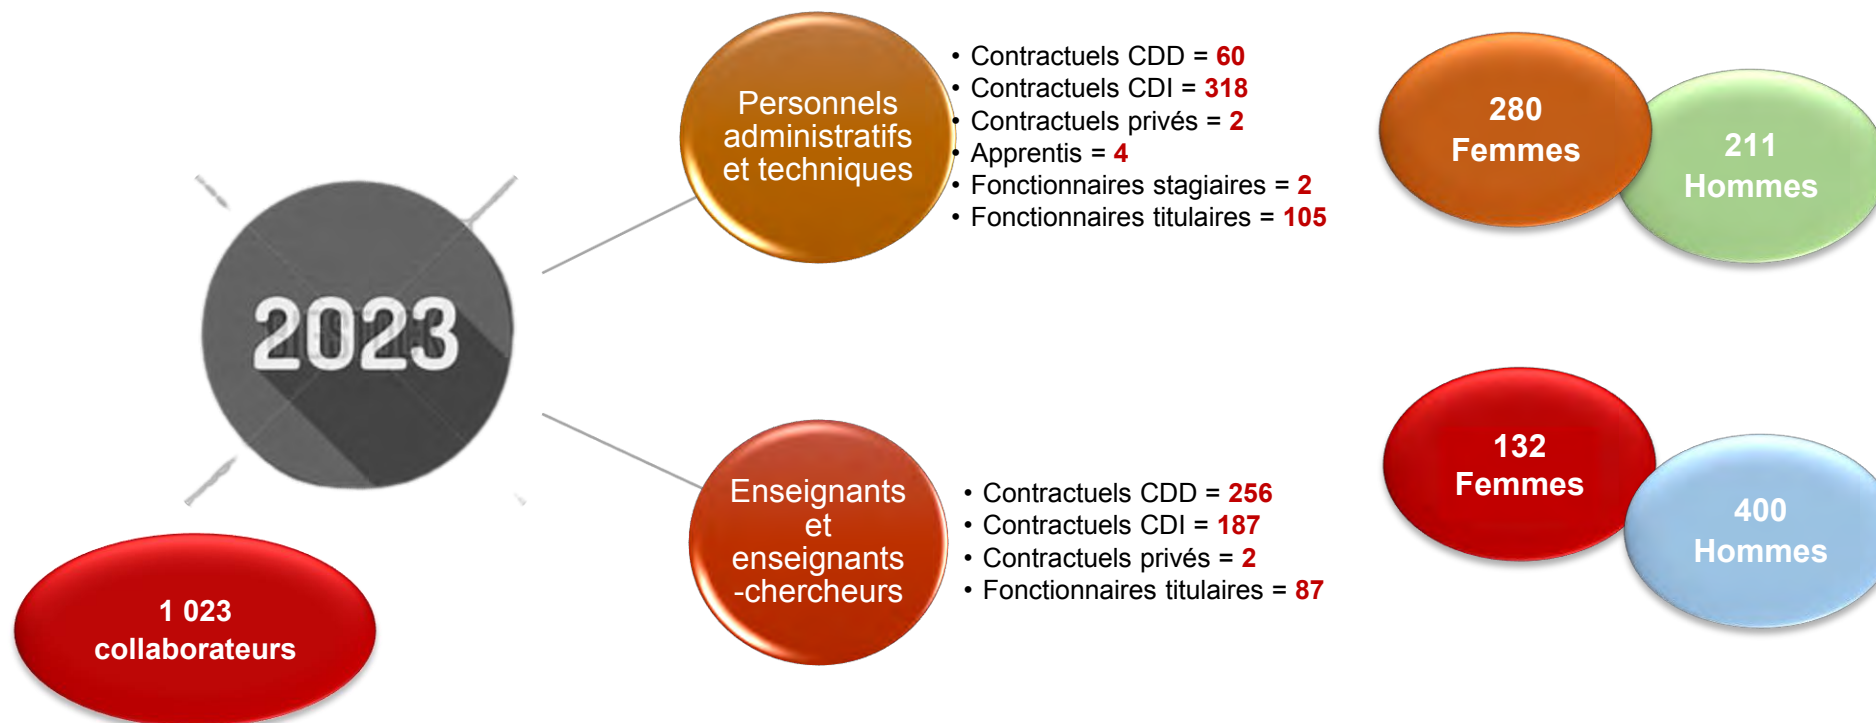 2023
1 023
collaborateurs
Personnels
administratifs
et techniques
• Contractuels CDD = 60
• Contractuels CDI = 318
• Contractuels privés = 2
• Apprentis = 4
• Fonctionnaires stagiaires = 2
• Fonctionnaires titulaires = 105
280
Femmes
211
Hommes
Enseignants
et
enseignants
-chercheurs
• Contractuels CDD = 256
• Contractuels CDI = 187
• Contractuels privés = 2
• Fonctionnaires titulaires = 87
132
Femmes
400
Hommes